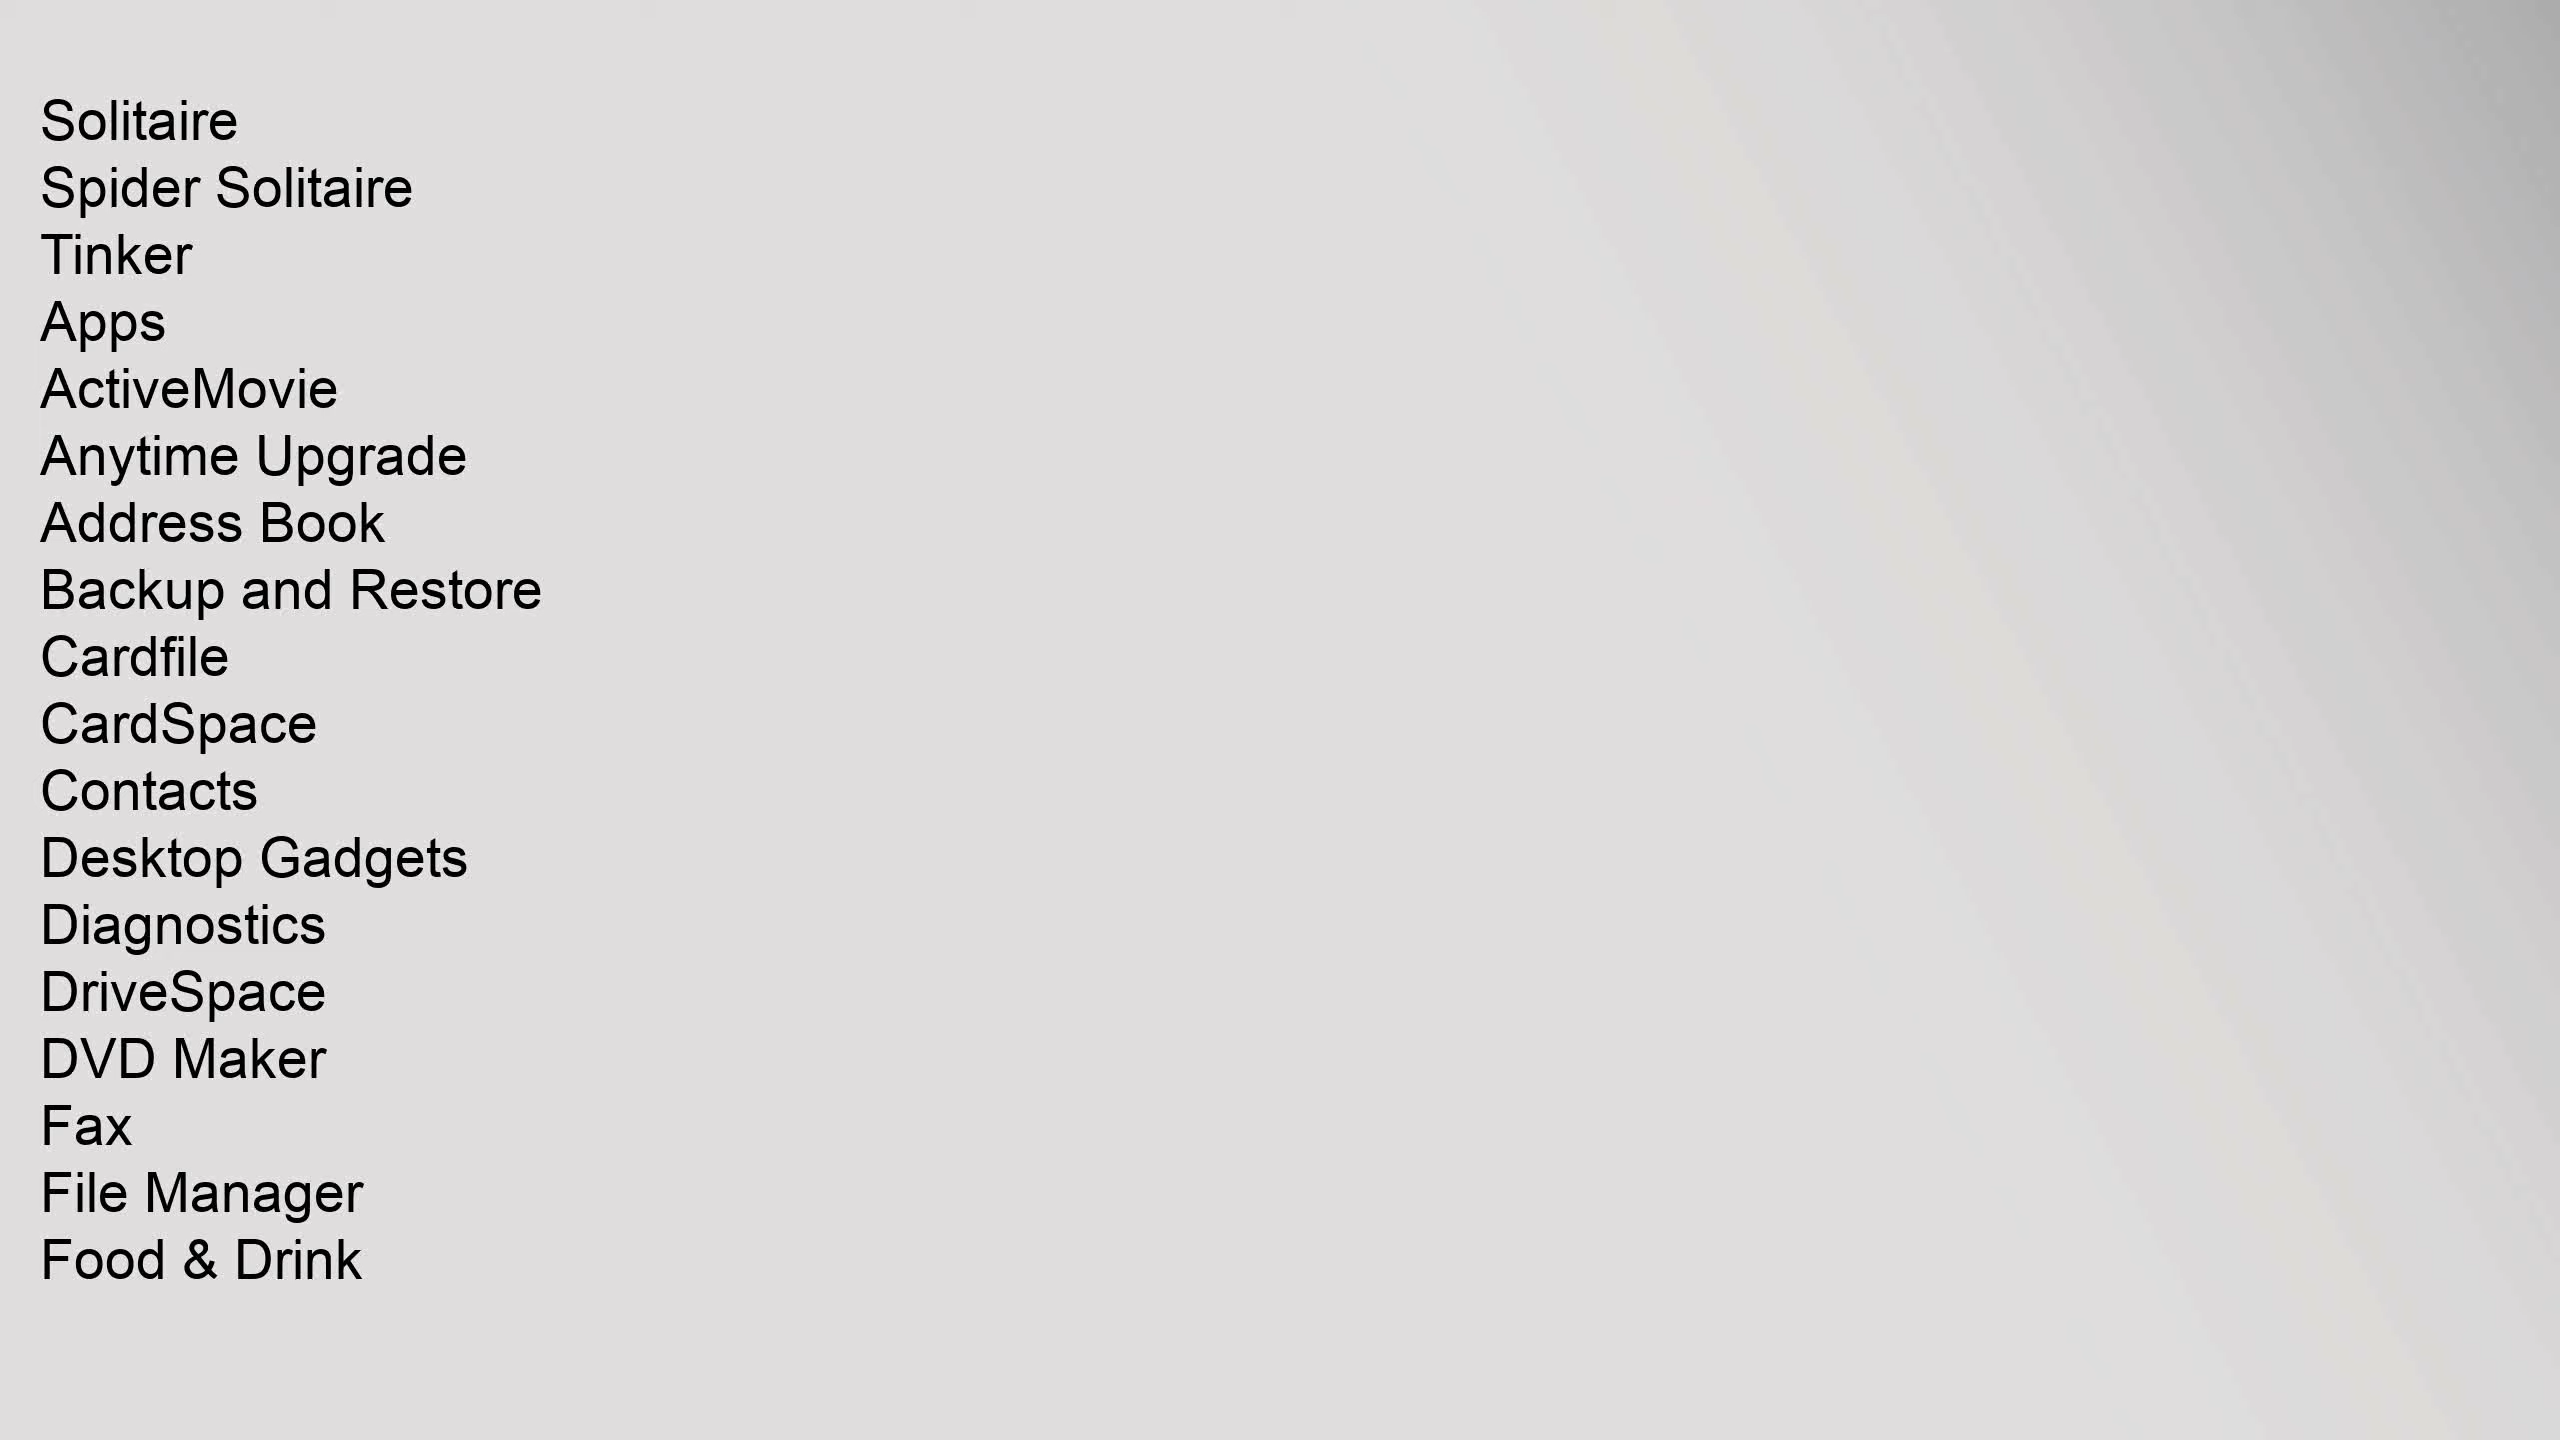 Solitaire
Spider Solitaire
Tinker
Apps
ActiveMovie
Anytime Upgrade
Address Book
Backup and Restore
Cardfile
CardSpace
Contacts
Desktop Gadgets
Diagnostics
DriveSpace
DVD Maker
Fax
File Manager
Food & Drink